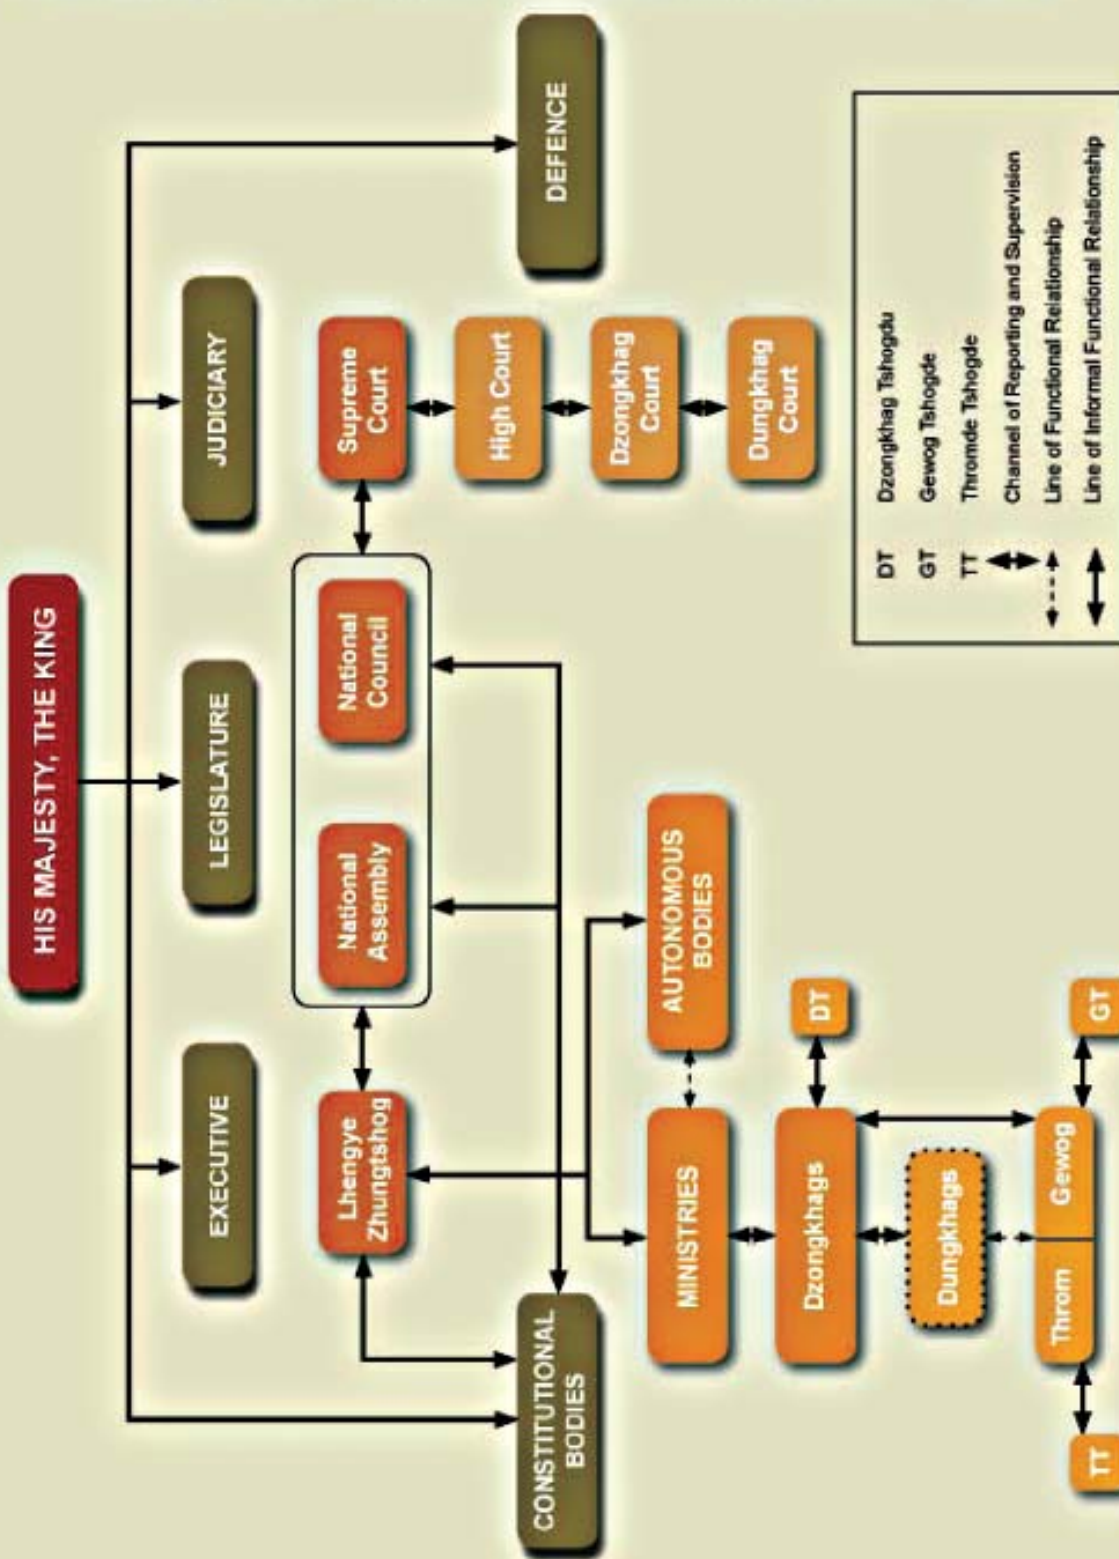 HIS MAJESTY, THE KING
EXECUTIVE
LEGISLATURE
JUDICIARY
Lhengye
Zhungtshog
National
Assembly
National
Council
Supreme
Court
High Court
Dzongkhag
Court
Dungkhag
Court
CONSTITUTIONAL
BODIES
DEFENCE
MINISTRIES
AUTONOMOUS
BODIES
Dzongkhags
DT
Dungkhags
Throm
Gewog
TT
GT
DT Dzongkhag Tshogdu
GT Gewog Tshogde
TT Thromde Tshogde
Channel of Reporting and Supervision
Line of Functional Relationship
Line of Informal Functional Relationship